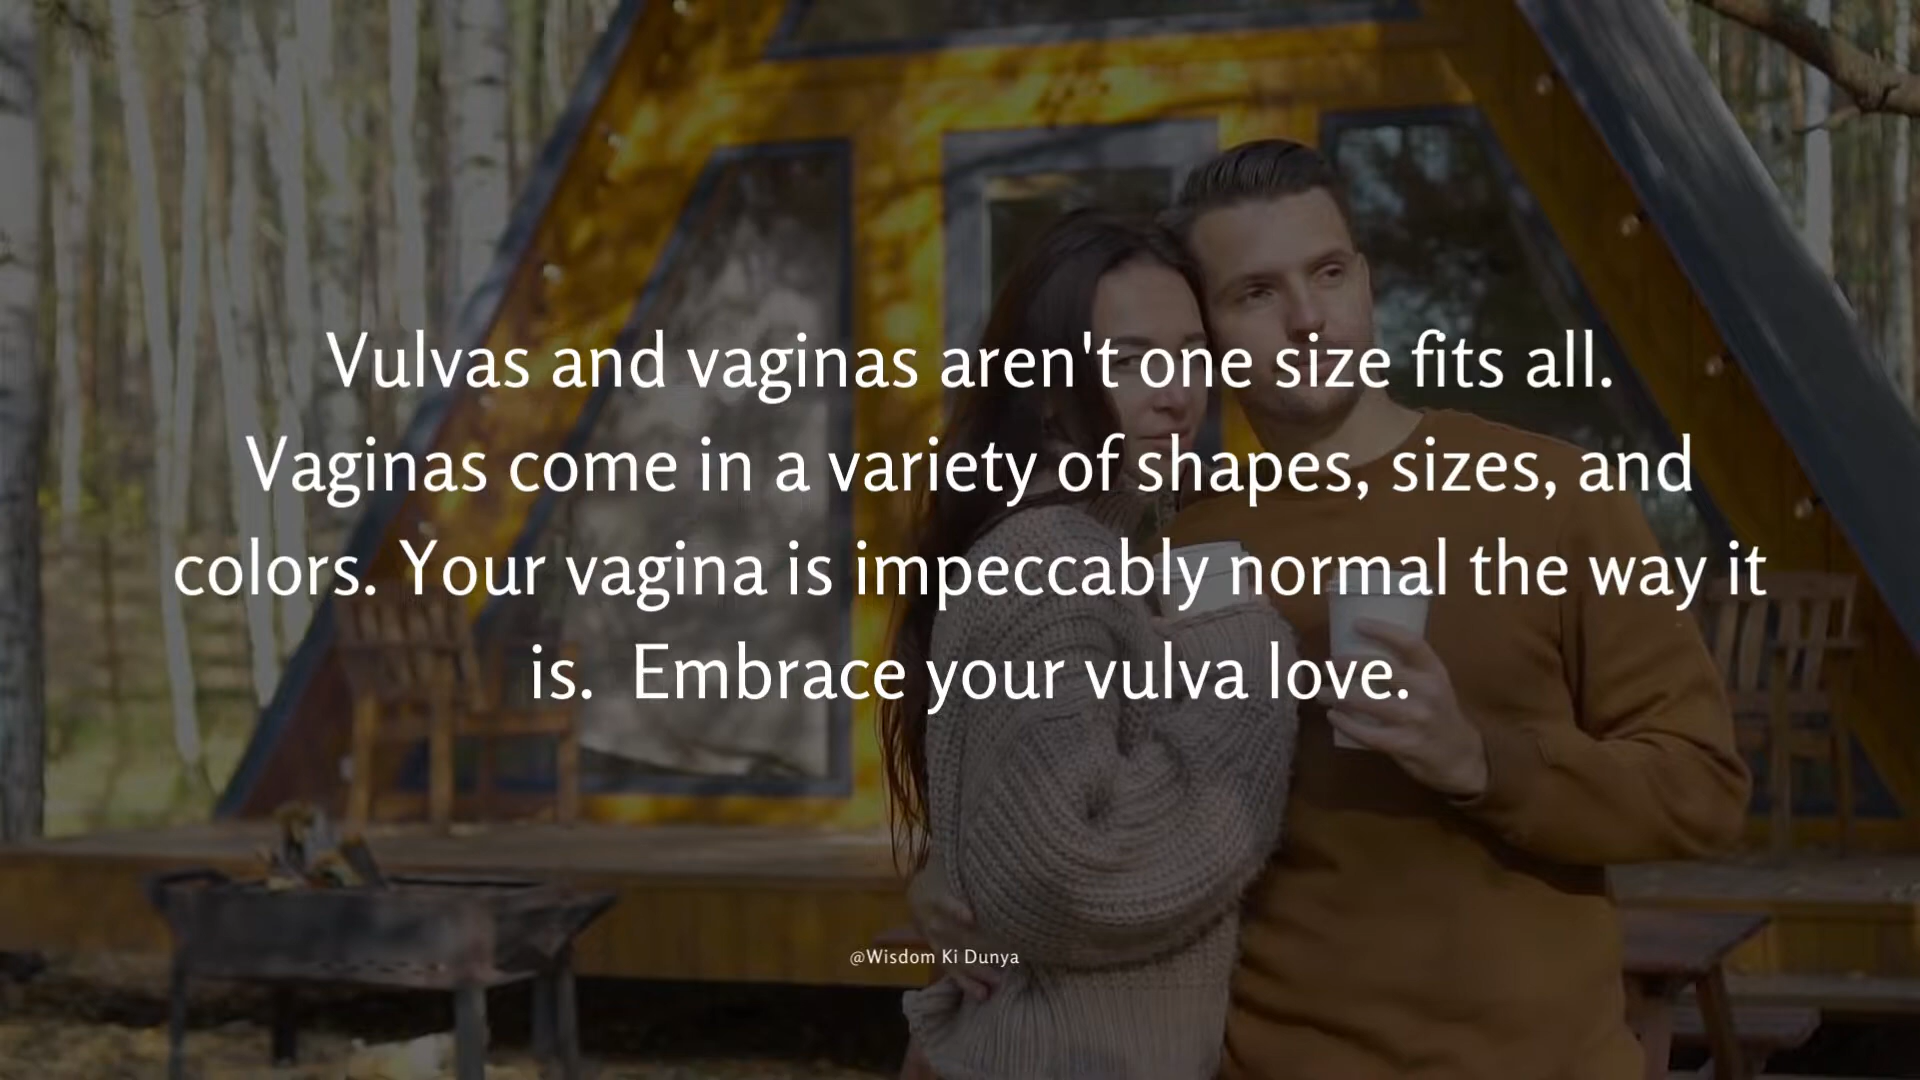 Vulvas and vaginas aren't one size fits all.
Vaginas come in a variety of shapes, sizes, and
colors. Your vagina is impeccably normal the way it
is.  Embrace your vulva love.
@Wisdom Ki Dunya